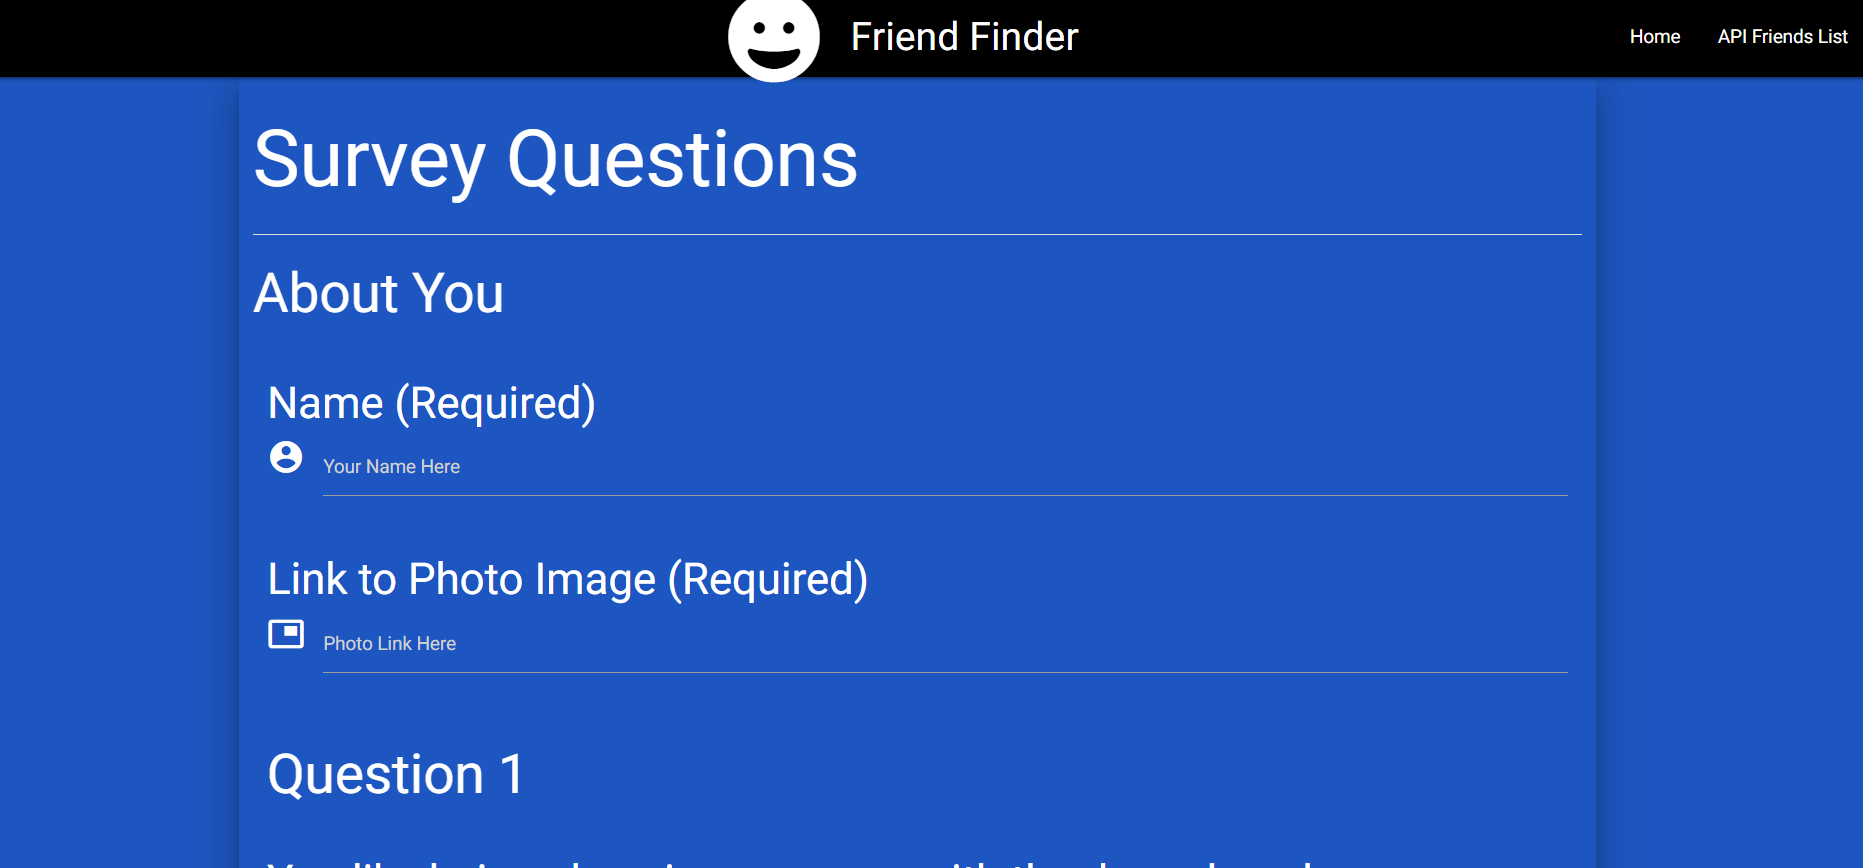 Friend Finder
Home
API Friends List
Survey Questions
About You
Name (Required)
Your Name Here
Link to Photo Image (Required)
Photo Link Here
Question 1